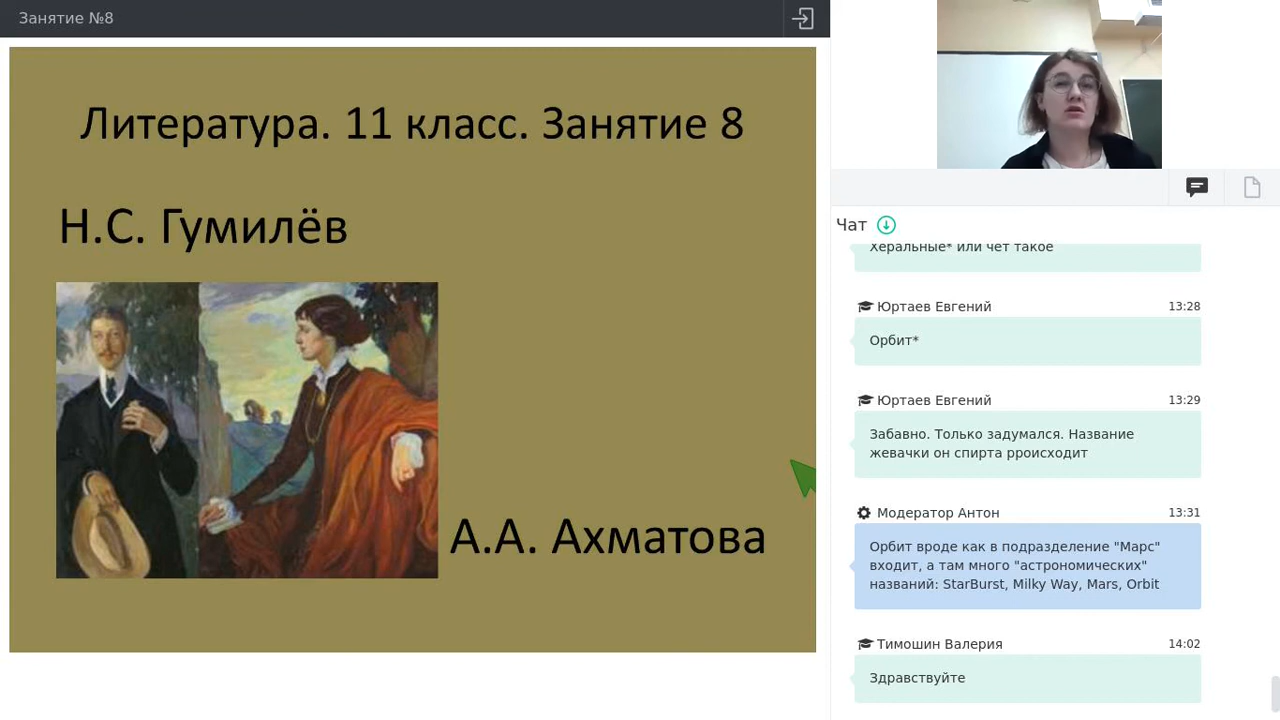 Занятие №8
Литература. 11 класс. Занятие 8
Н.С. Гумилёв
А.А. Ахматова
Чат
Херальные* или чет такое
Юртаев Евгений 13:28
Орбит*
Юртаев Евгений 13:29
Забавно. Только задумался. Название
жевачки он спирта рроисходит
Модератор Антон 13:31
Орбит вроде как в подразделение "Марс"
входит, а там много "астрономических"
названий: StarBurst, Milky Way, Mars, Orbit
Тимошин Валерия 14:02
Здравствуйте